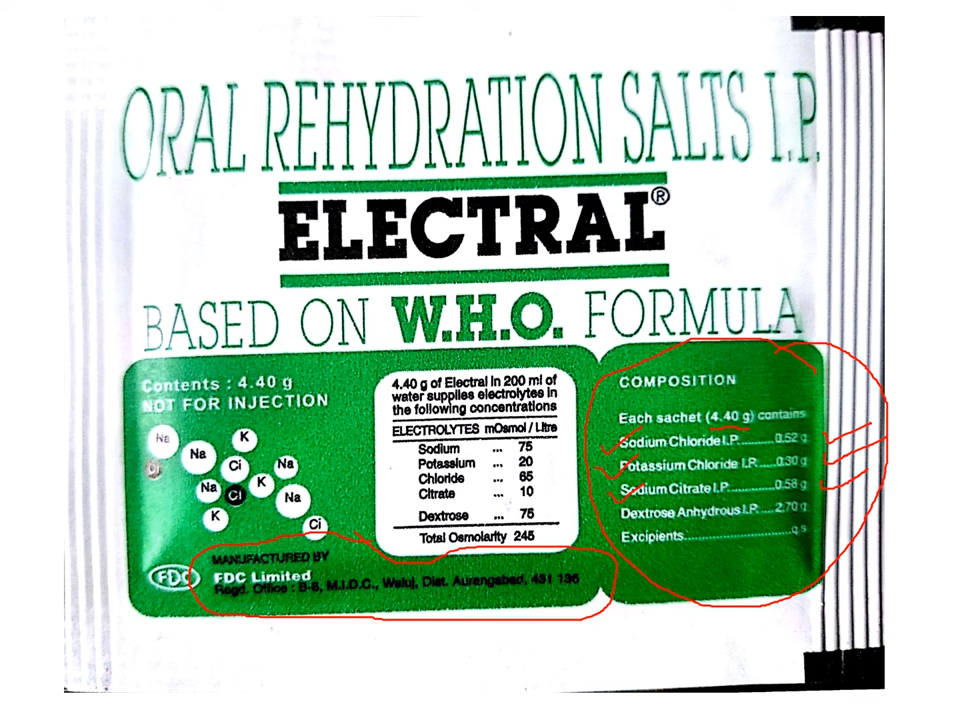 ORAL REHYDRATION SALTS I.P.
ELECTRAL®
BASED ON W.H.O. FORMULA
Contents : 4.40 g
NOT FOR INJECTION
Na
Cl
Na
K
Ci
Na
Na
Cl
K
Na
K
Ci
4.40 g of Electral in 200 ml of
water supplies electrolytes in
the following concentrations
ELECTROLYTES mOsmol / Litre
Sodium ... 75
Potassium ... 20
Chloride ... 65
Citrate ... 10
Dextrose ... 75
Total Osmolarity 245
COMPOSITION
Each sachet (4.40 g) contains
Sodium Chloride I.P. ........ 0.52 g
Potassium Chloride I.P. ...0.30 g
Sodium Citrate I.P. ........... 0.58 g
Dextrose Anhydrous I.P. ... 2.70 g
Excipients............................q.s
MANUFACTURED BY
FDC
FDC Limited
Regd. Office : B-8, M.I.D.C., Waluj, Dist. Aurangabad, 431 136